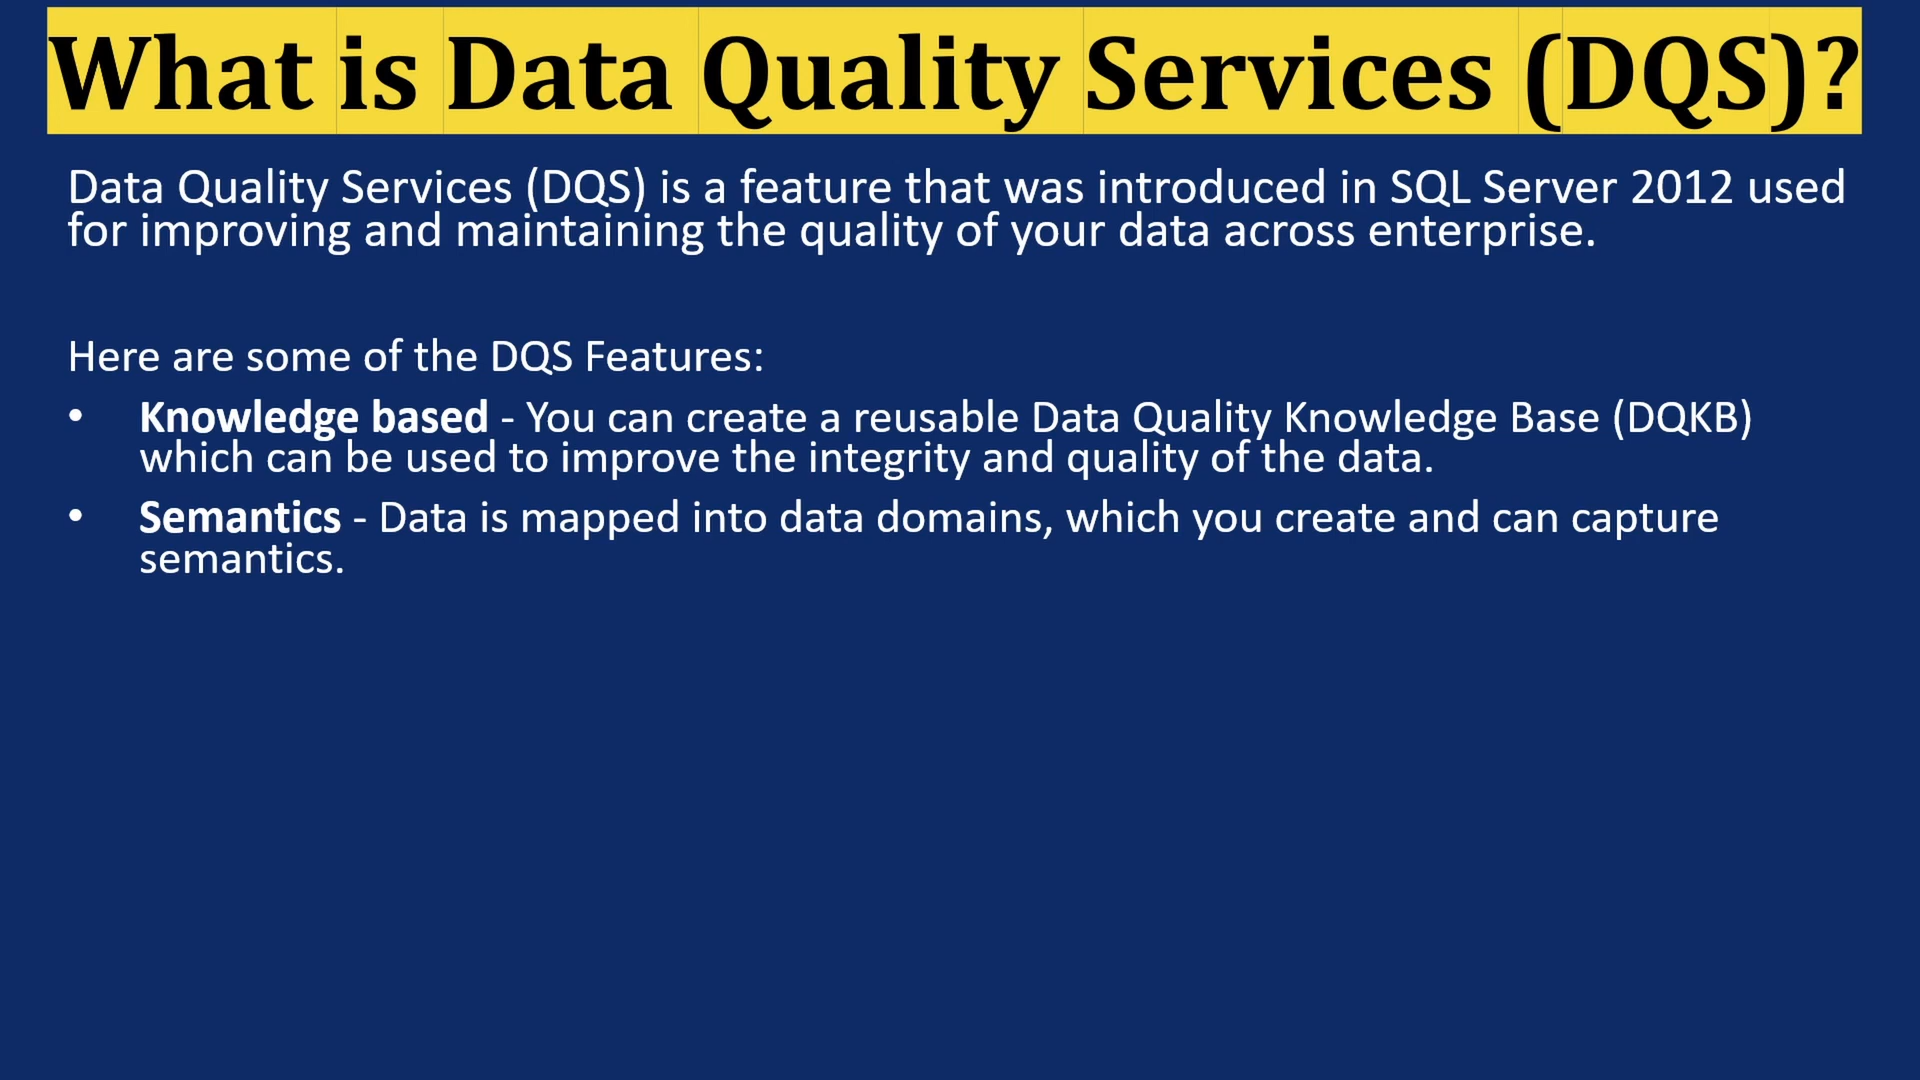 What is Data Quality Services (DQS)?
Data Quality Services (DQS) is a feature that was introduced in SQL Server 2012 used
for improving and maintaining the quality of your data across enterprise.
Here are some of the DQS Features:
• Knowledge based - You can create a reusable Data Quality Knowledge Base (DQKB)
which can be used to improve the integrity and quality of the data.
• Semantics - Data is mapped into data domains, which you create and can capture
semantics.